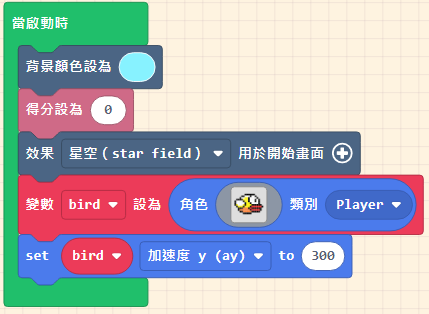 當啟動時
背景顏色設為
得分設為 0
效果 星空 ( star field ) 用於開始畫面
變數 bird 設為 角色 類別 Player
set bird 加速度 y (ay) to 300